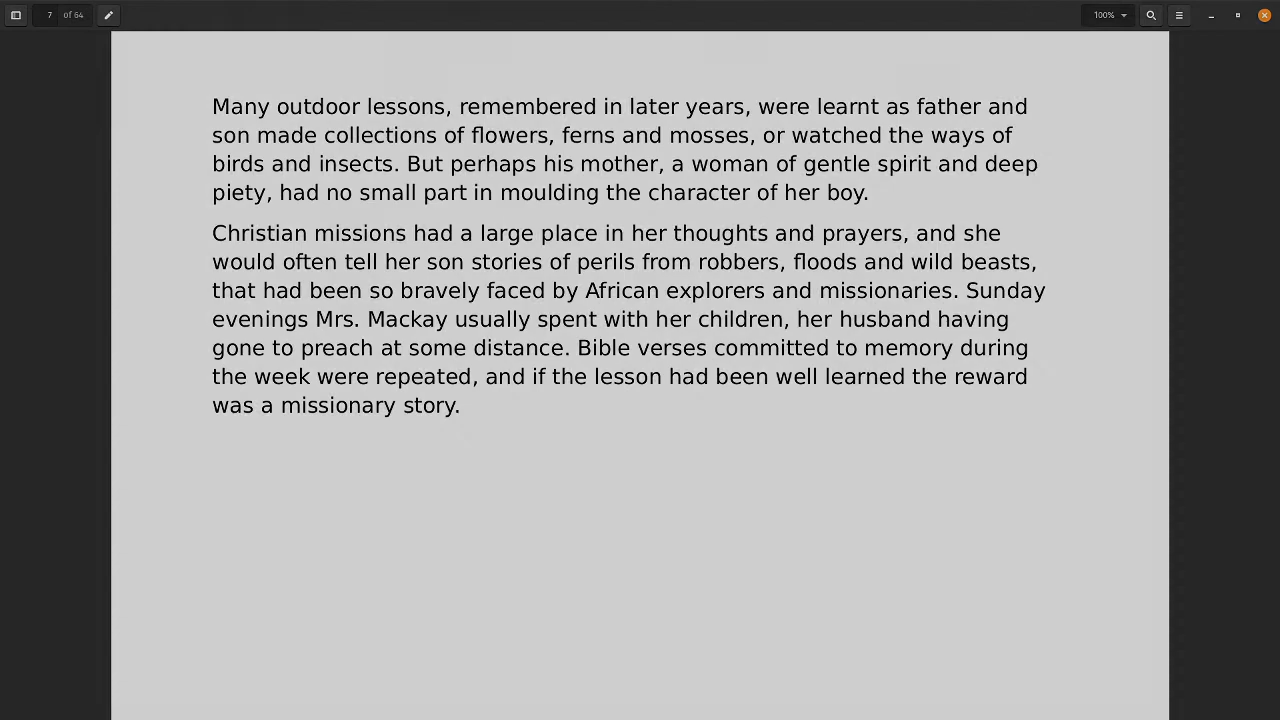 7 of 64
100%
Many outdoor lessons, remembered in later years, were learnt as father and
son made collections of flowers, ferns and mosses, or watched the ways of
birds and insects. But perhaps his mother, a woman of gentle spirit and deep
piety, had no small part in moulding the character of her boy.
Christian missions had a large place in her thoughts and prayers, and she
would often tell her son stories of perils from robbers, floods and wild beasts,
that had been so bravely faced by African explorers and missionaries. Sunday
evenings Mrs. Mackay usually spent with her children, her husband having
gone to preach at some distance. Bible verses committed to memory during
the week were repeated, and if the lesson had been well learned the reward
was a missionary story.